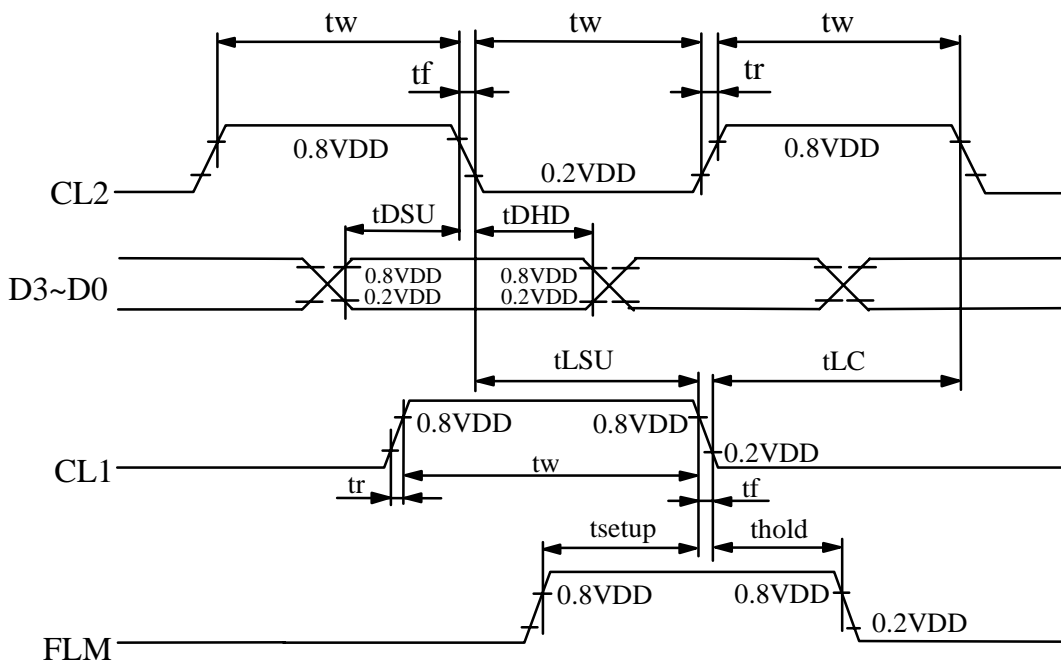 tw tw tw
tf tr
0.8VDD 0.8VDD
0.2VDD
CL2
tDSU tDHD
0.8VDD 0.8VDD
D3~D0
0.2VDD 0.2VDD
tLSU tLC
0.8VDD 0.8VDD
0.2VDD
CL1 tw
tr tf
tsetup thold
0.8VDD 0.8VDD
0.2VDD
FLM